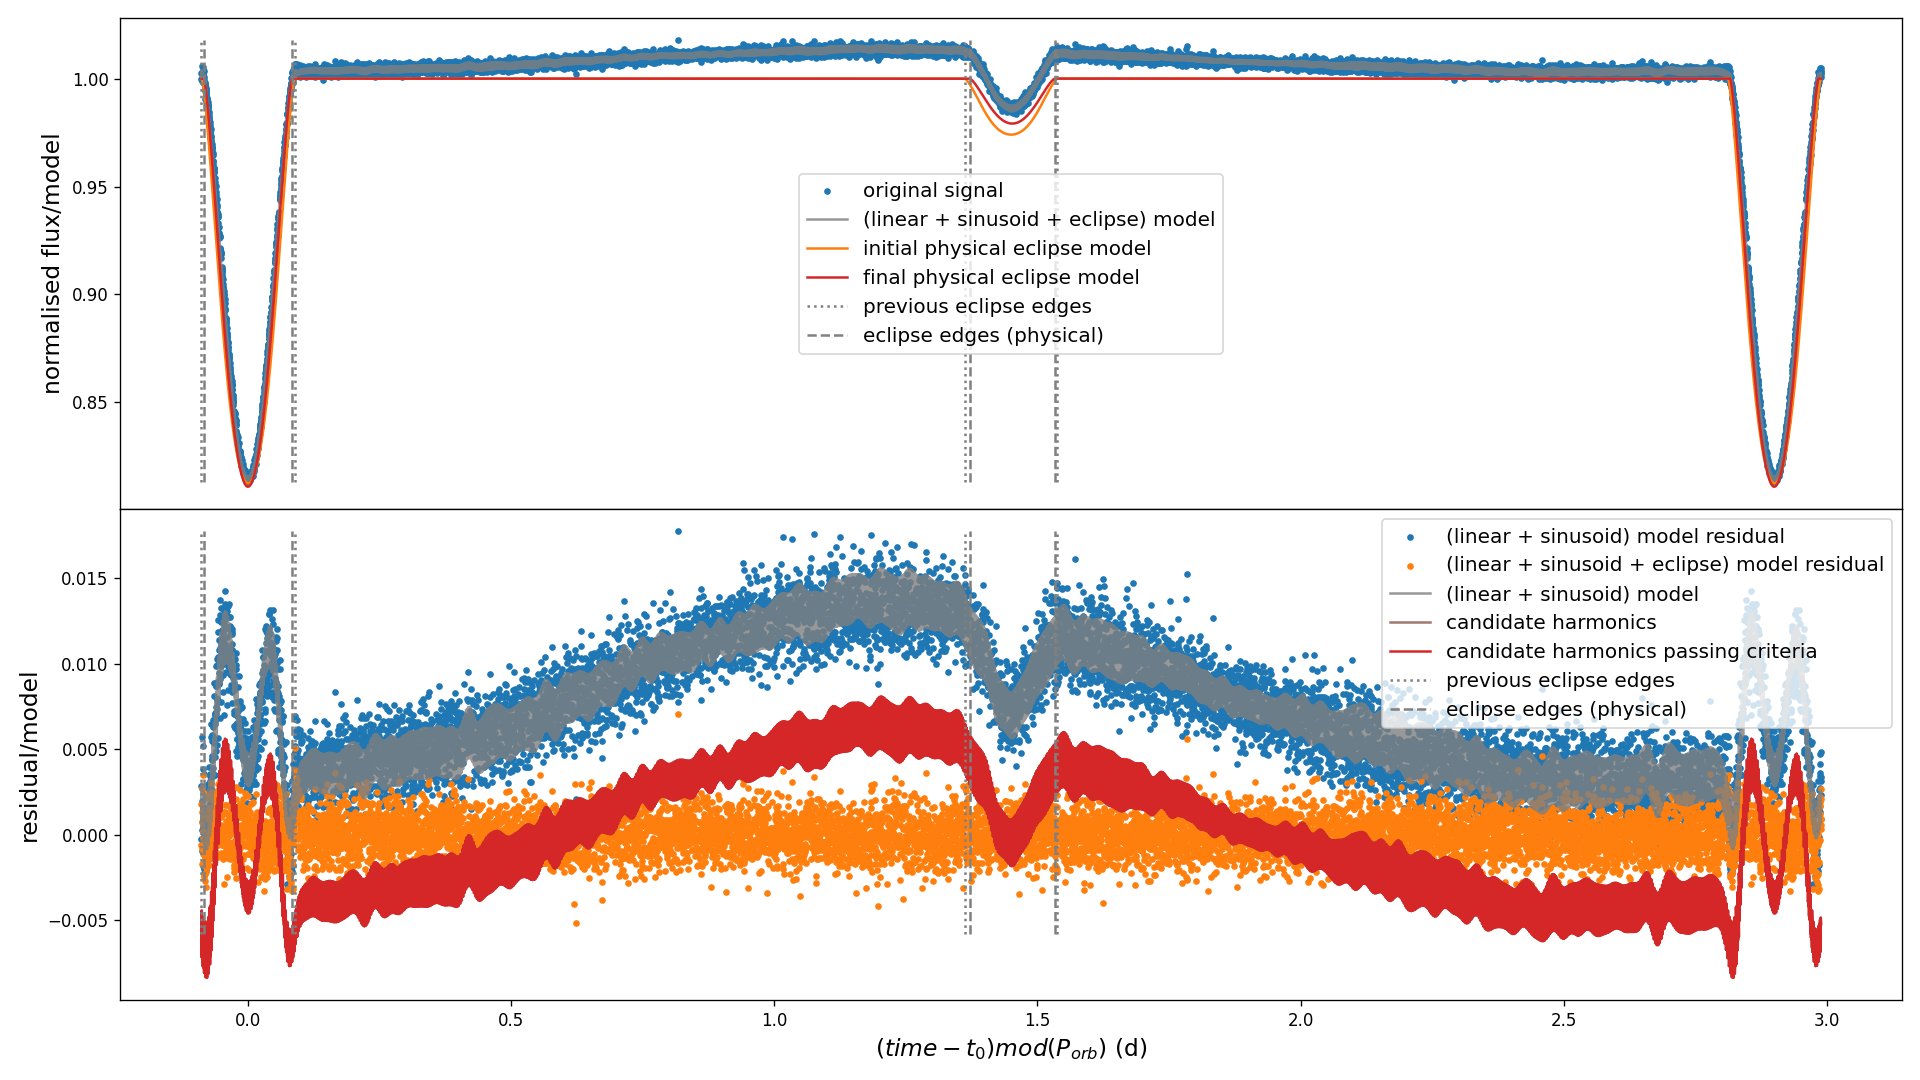 normalised flux/model
1.00
0.95
0.90
0.85
original signal
(linear + sinusoid + eclipse) model
initial physical eclipse model
final physical eclipse model
previous eclipse edges
eclipse edges (physical)
residual/model
0.015
0.010
0.005
0.000
−0.005
(linear + sinusoid) model residual
(linear + sinusoid + eclipse) model residual
(linear + sinusoid) model
candidate harmonics
candidate harmonics passing criteria
previous eclipse edges
eclipse edges (physical)
0.0 0.5 1.0 1.5 2.0 2.5 3.0
(time − t₀)mod(P_orb) (d)